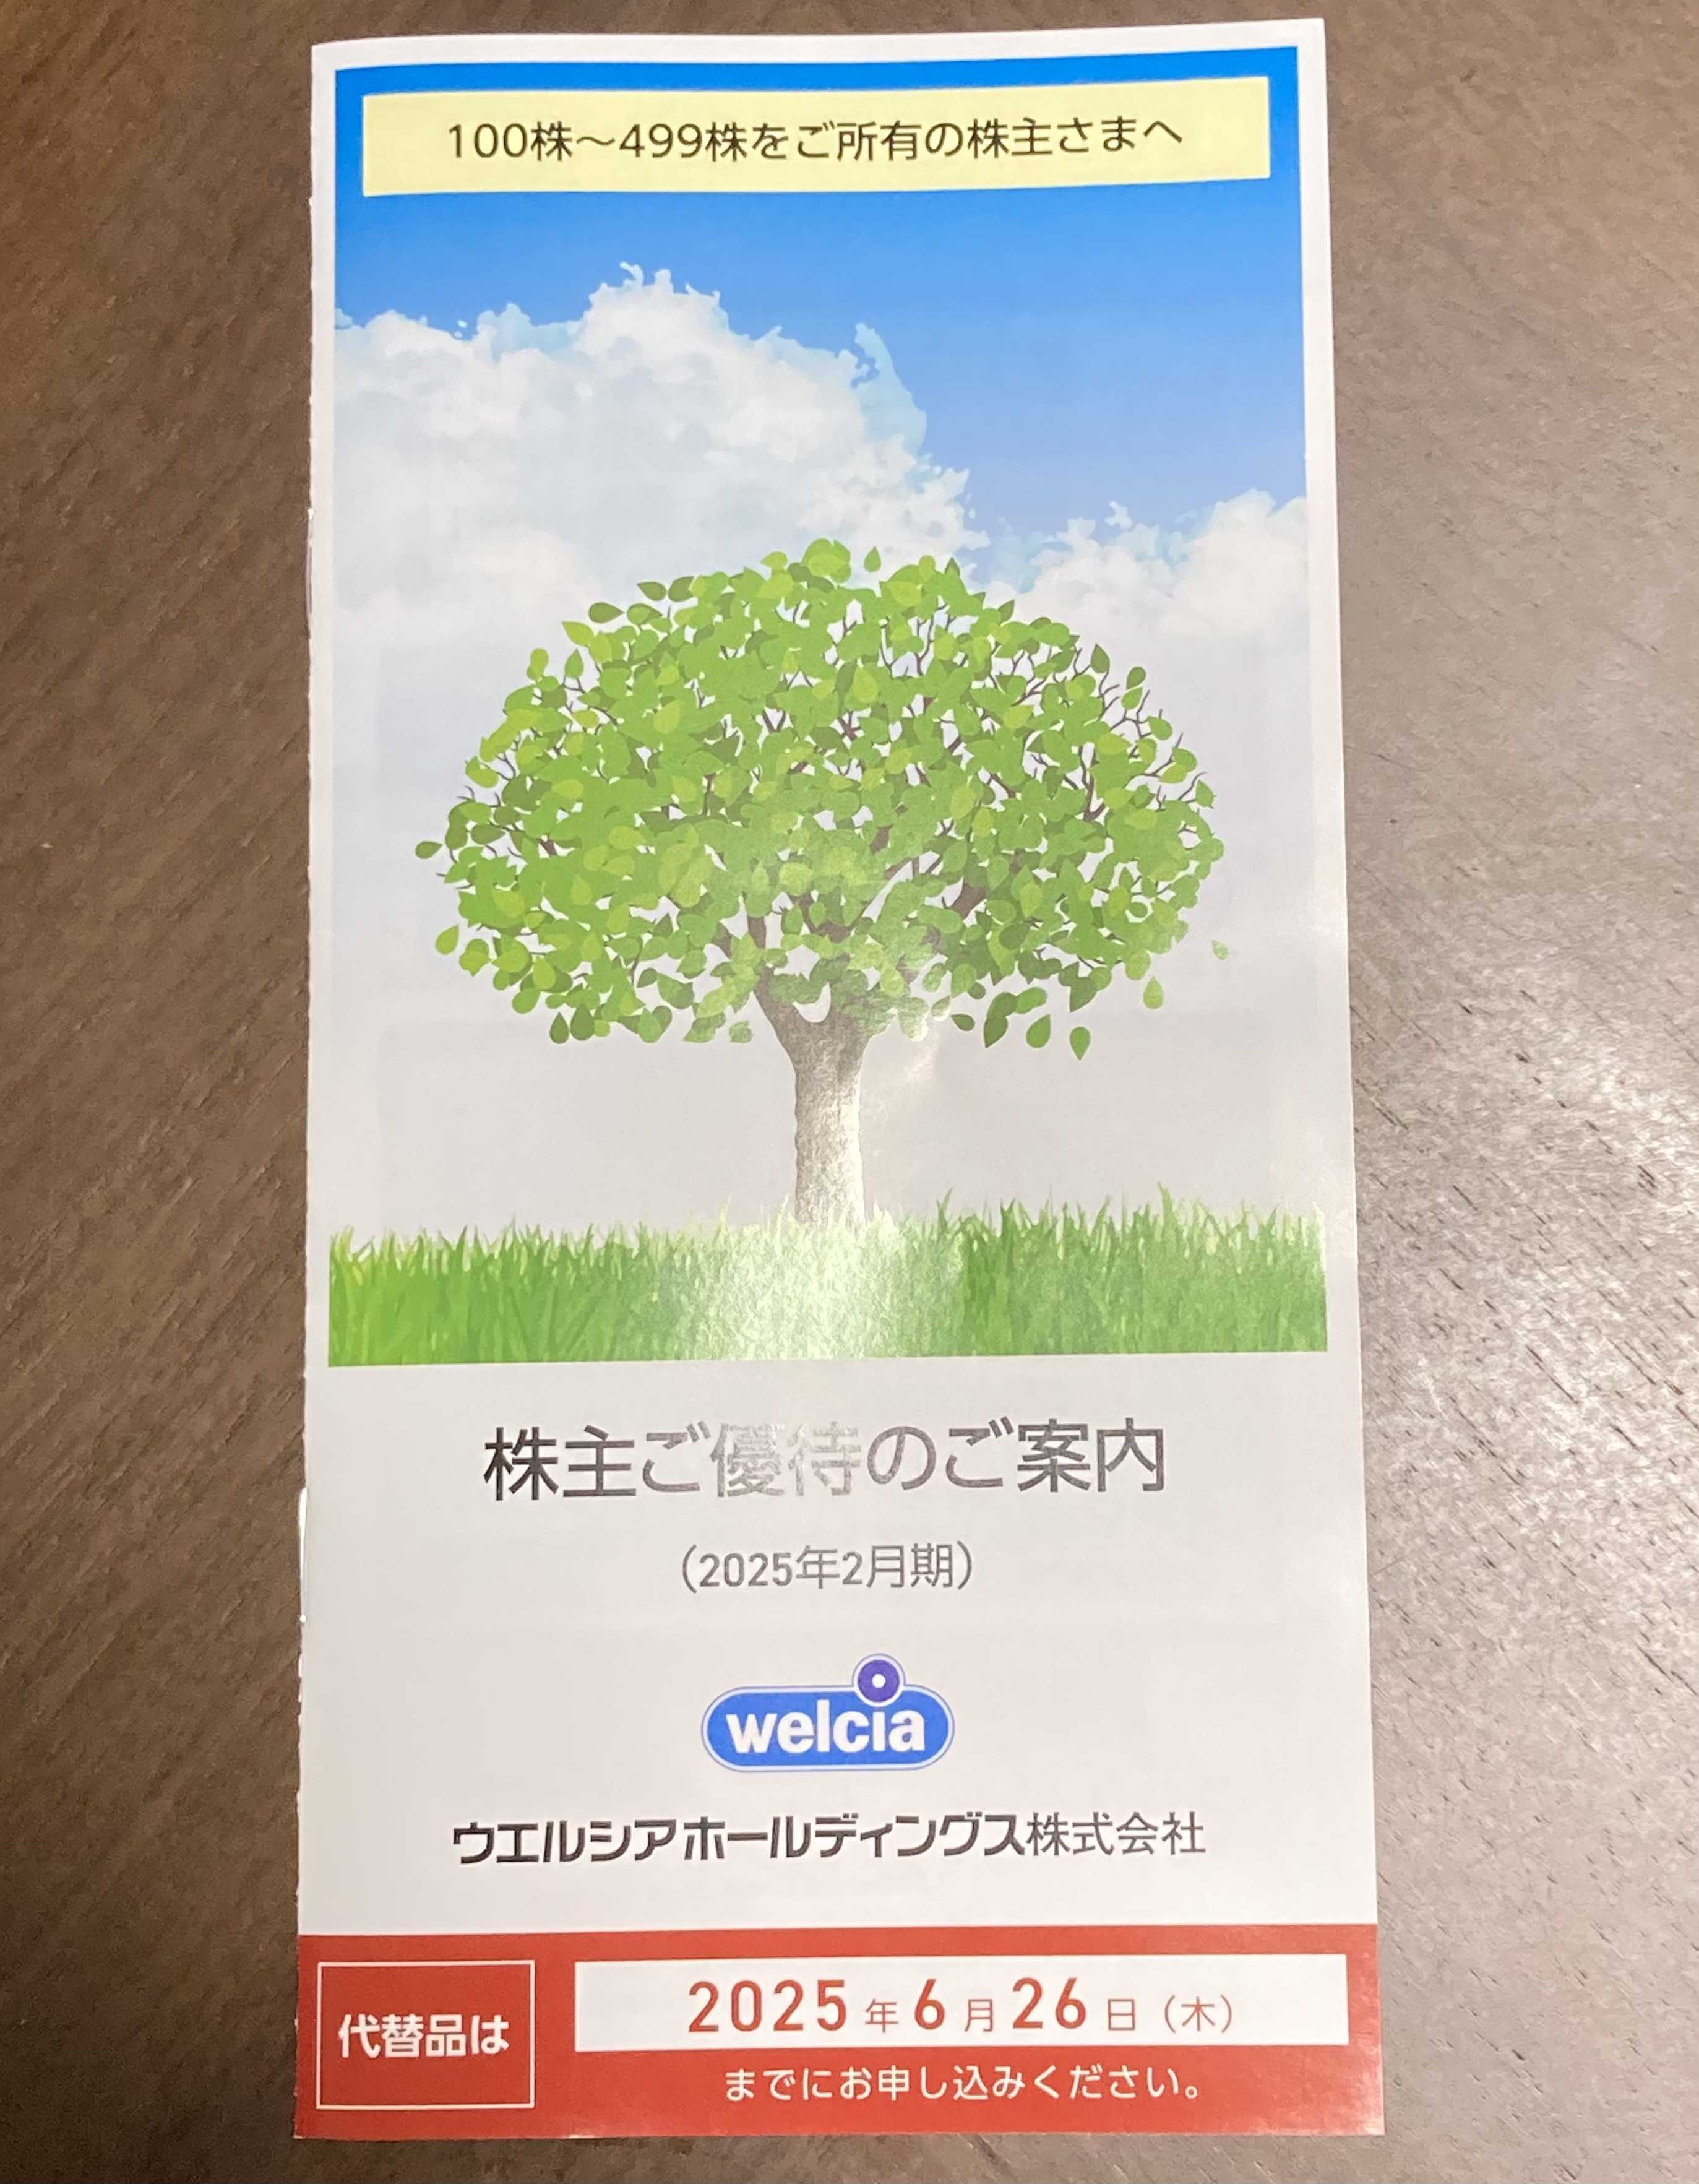 100株～499株をご所有の株主さまへ
株主ご優待のご案内
（2025年2月期）
welcia
ウエルシアホールディングス株式会社
代替品は
2025年6月26日（木）
までにお申し込みください。